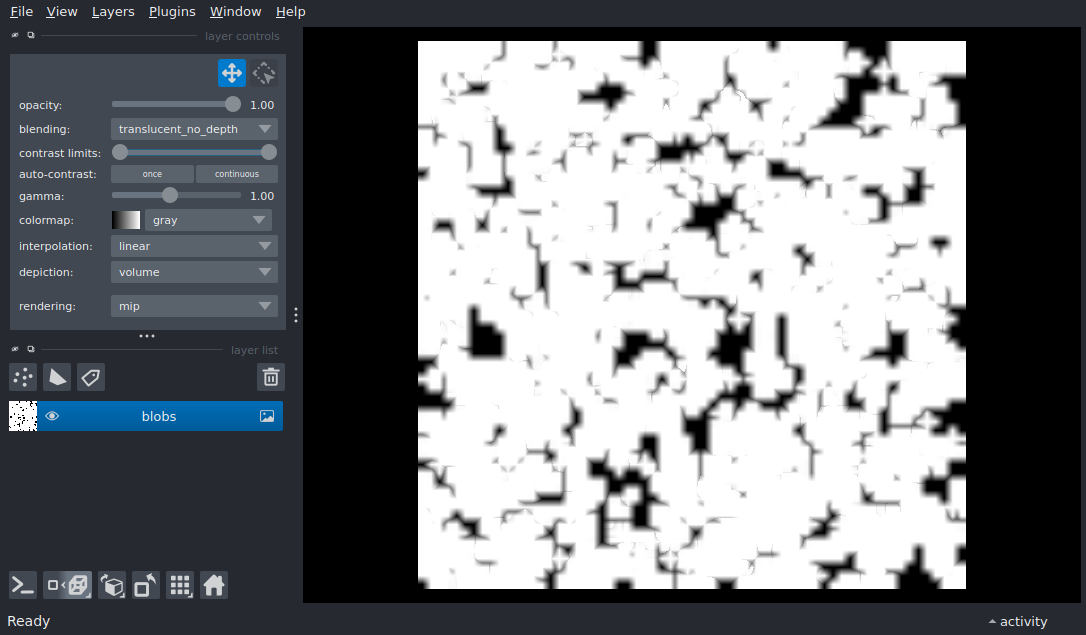 File View Layers Plugins Window Help
layer controls
opacity: 1.00
blending: translucent_no_depth
contrast limits:
auto-contrast: once continuous
gamma: 1.00
colormap: gray
interpolation: linear
depiction: volume
rendering: mip
layer list
blobs
Ready
activity